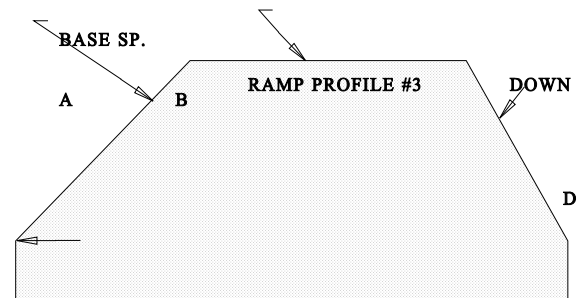 BASE SP.
RAMP PROFILE #3
DOWN
A
B
D